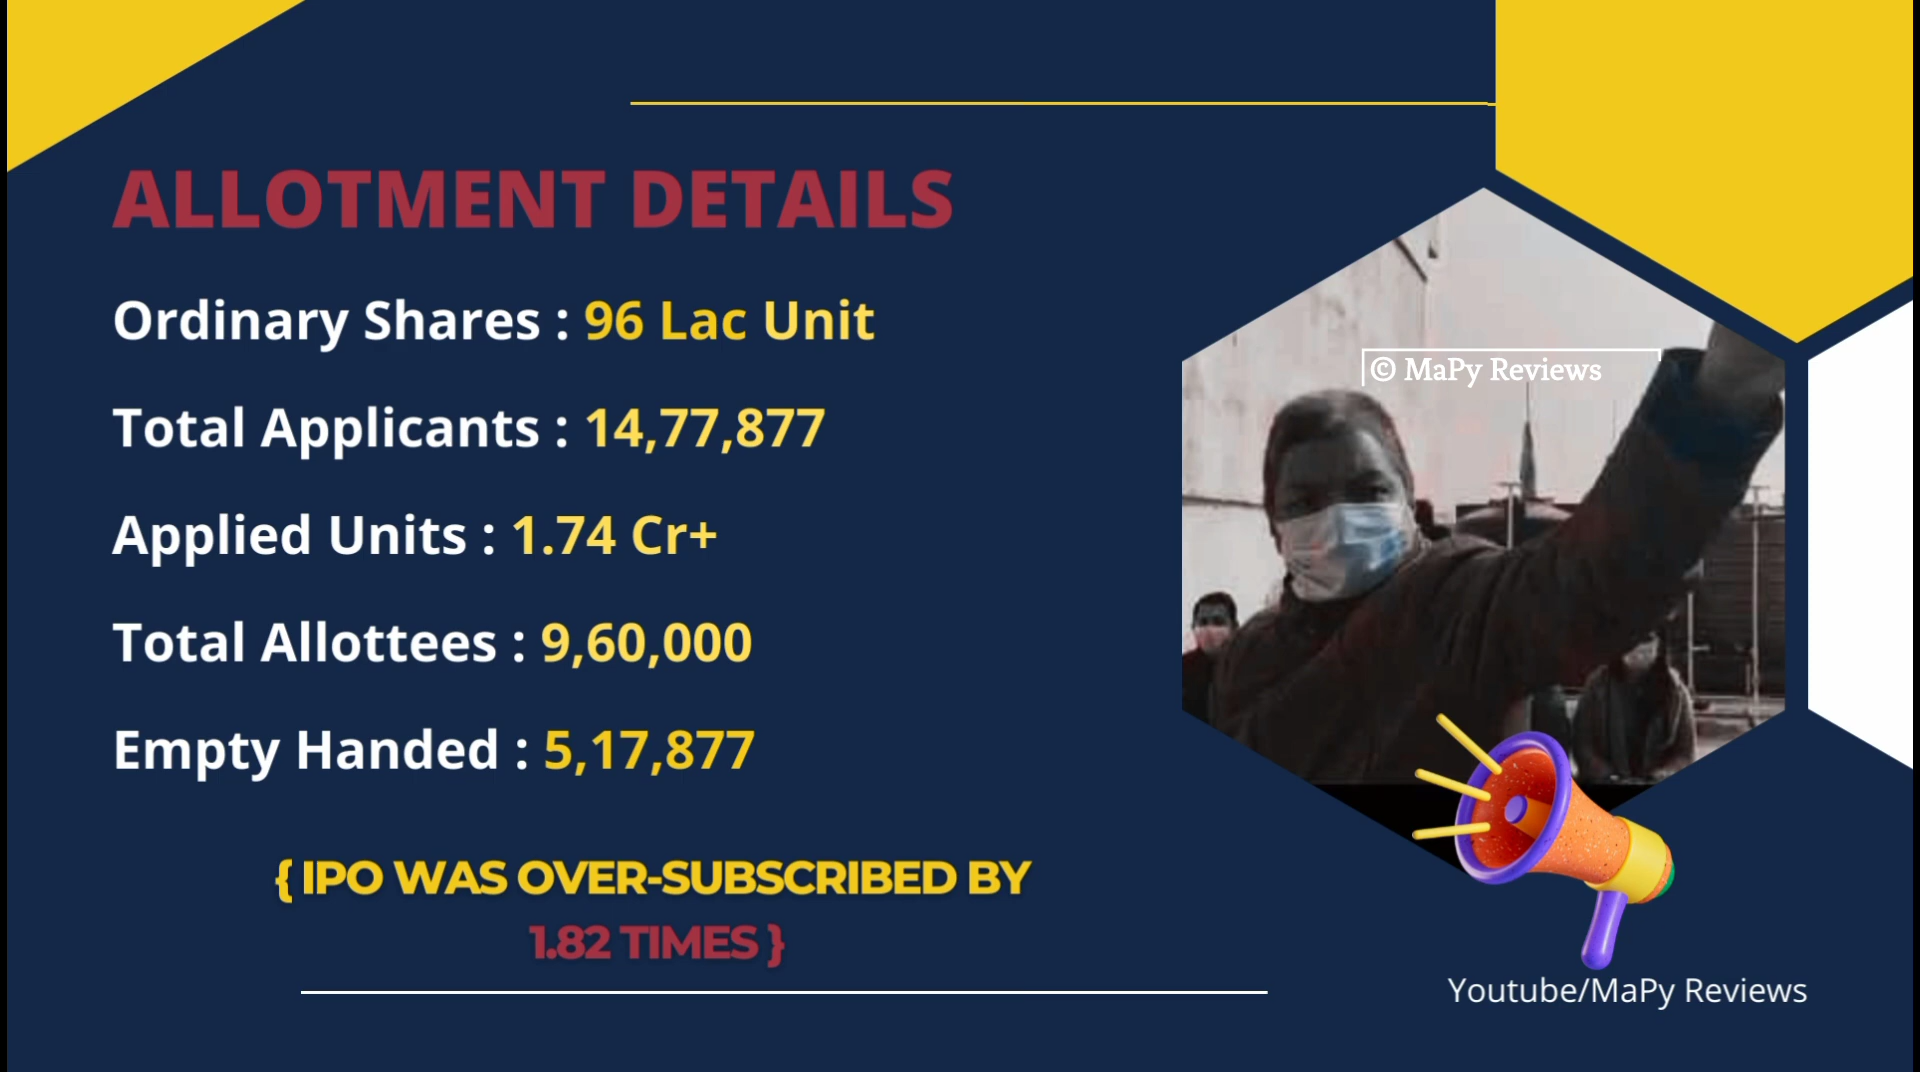 ALLOTMENT DETAILS
Ordinary Shares : 96 Lac Unit
Total Applicants : 14,77,877
Applied Units : 1.74 Cr+
Total Allottees : 9,60,000
Empty Handed : 5,17,877
{ IPO WAS OVER-SUBSCRIBED BY
1.82 TIMES }
© MaPy Reviews
Youtube/MaPy Reviews